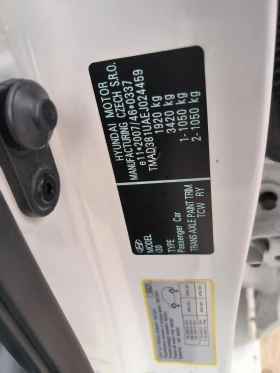 HYUNDAI MOTOR
MANUFACTURING CZECH S.R.O.
e11*2007/46*0337
TMAD381UAEJ024459
1920 kg
3420 kg
1-1050 kg
2-1050 kg
MODEL
i30
TYPE
Passenger Car
TRANS AXLE PAINT TRIM
TCW RY